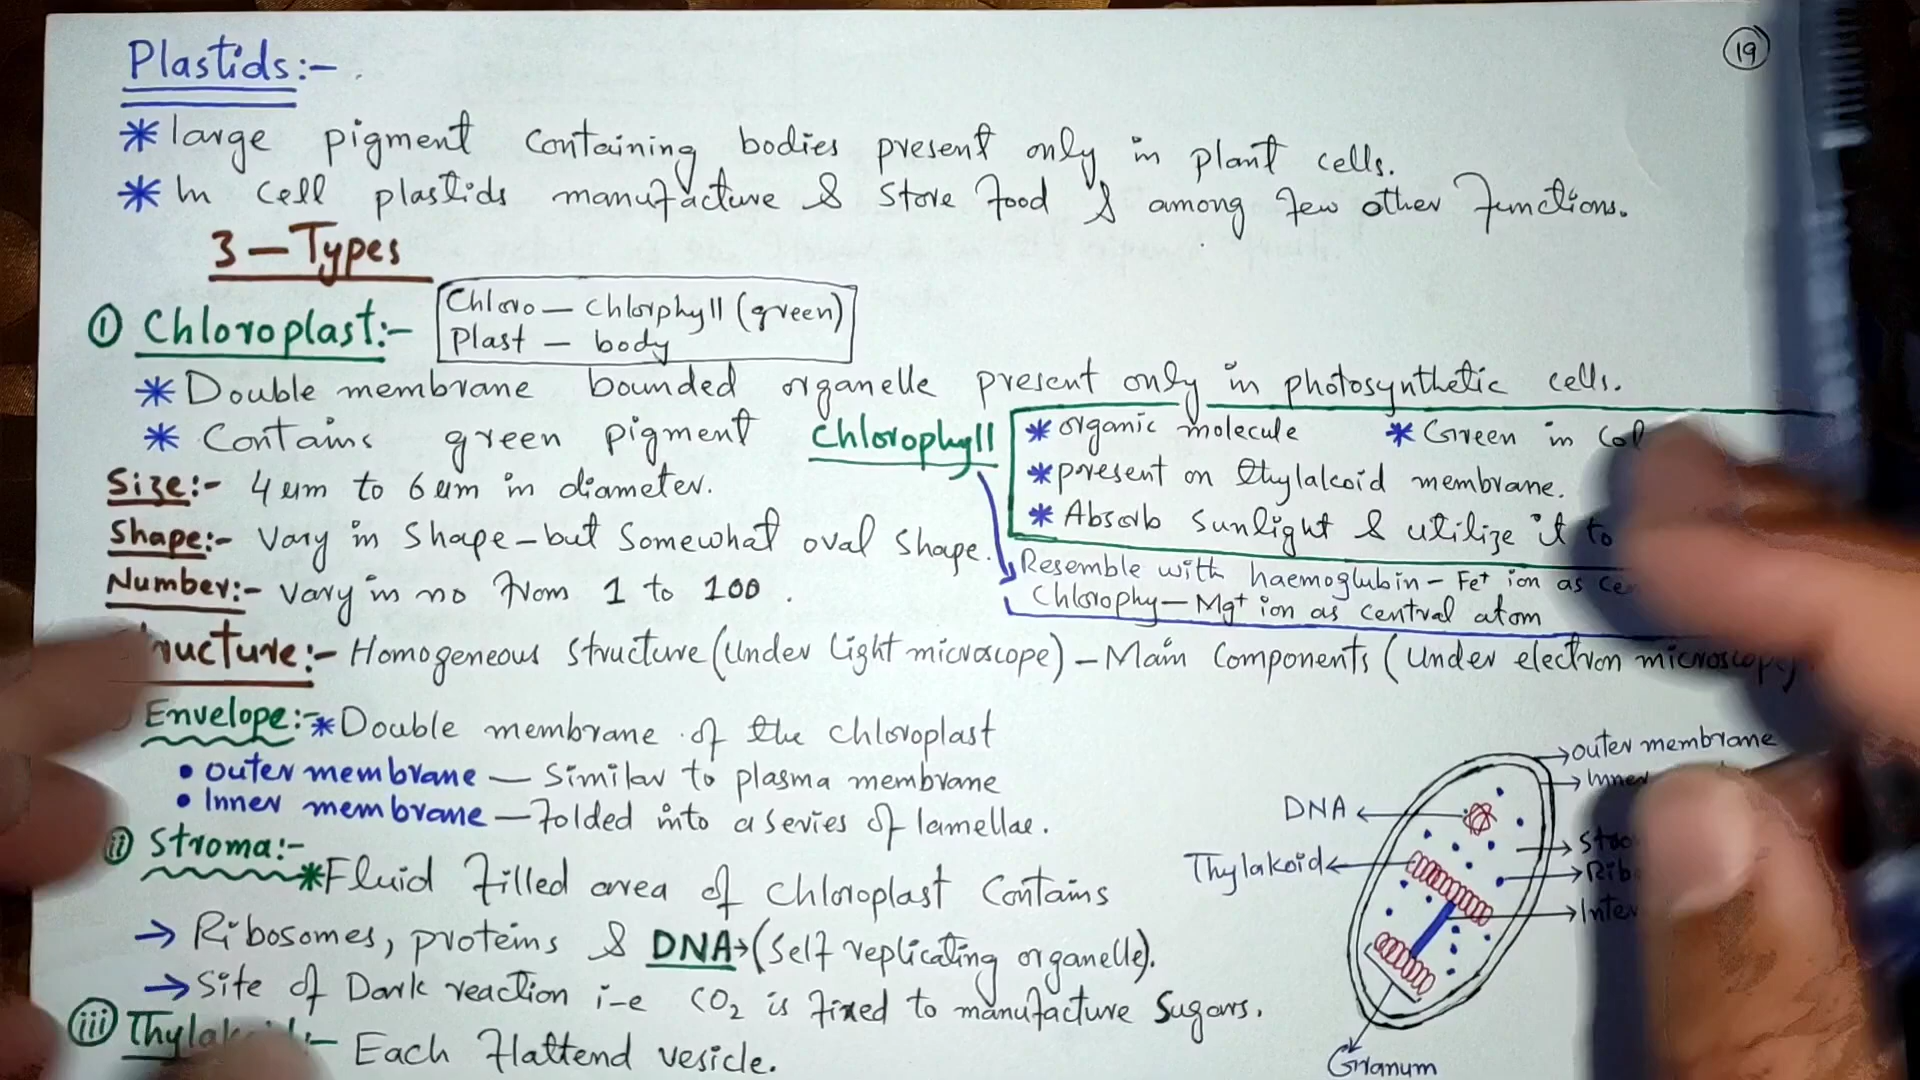 19
Plastids:-
* large pigment containing bodies present only in plant cells.
* In cell plastids manufacture & store food & among few other functions.
3 - Types
① Chloroplast:-
Chloro - Chlorphyll (green)
Plast - body
* Double membrane bounded organelle present only in photosynthetic cells.
* Contains green pigment Chlorophyll
* organic molecule * Green in
* present on thylakoid membrane.
* Absorb Sunlight & utilize it to
Size:- 4 um to 6 um in diameter.
Shape:- Vary in Shape - but Somewhat oval Shape.
Resemble with haemoglubin - Fe+ ion as
Chlorophy - Mg+ ion as central atom
Number:- Vary in no from 1 to 100.
Homogeneous Structure (Under Light microscope) - Main Components (Under electron microscope)
Envelope:- * Double membrane of the chloroplast
• outer membrane - Similar to plasma membrane
• Inner membrane - Folded into a series of lamellae.
ii) Stroma:-
* Fluid filled area of chloroplast Contains
→ Ribosomes, proteins & DNA → (Self replicating organelle).
→ Site of Dark reaction i-e CO2 is fixed to manufacture Sugars.
iii) Each flattend vesicle.
outer membrane
DNA
Thylakoid
Granum